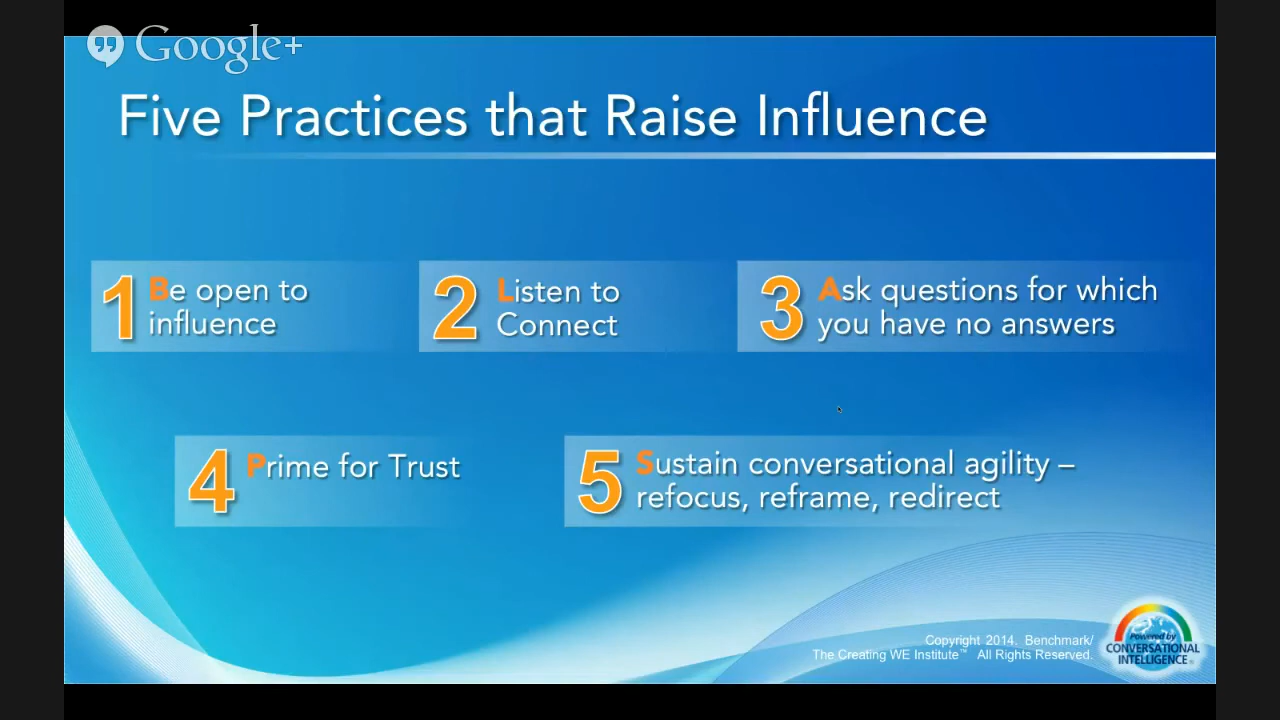 Google+
Five Practices that Raise Influence
1 Be open to
influence
2 Listen to
Connect
3 Ask questions for which
you have no answers
4 Prime for Trust
5 Sustain conversational agility –
refocus, reframe, redirect
Copyright 2014, Benchmark/
The Creating WE Institute™ All Rights Reserved.
Powered by
CONVERSATIONAL
INTELLIGENCE®